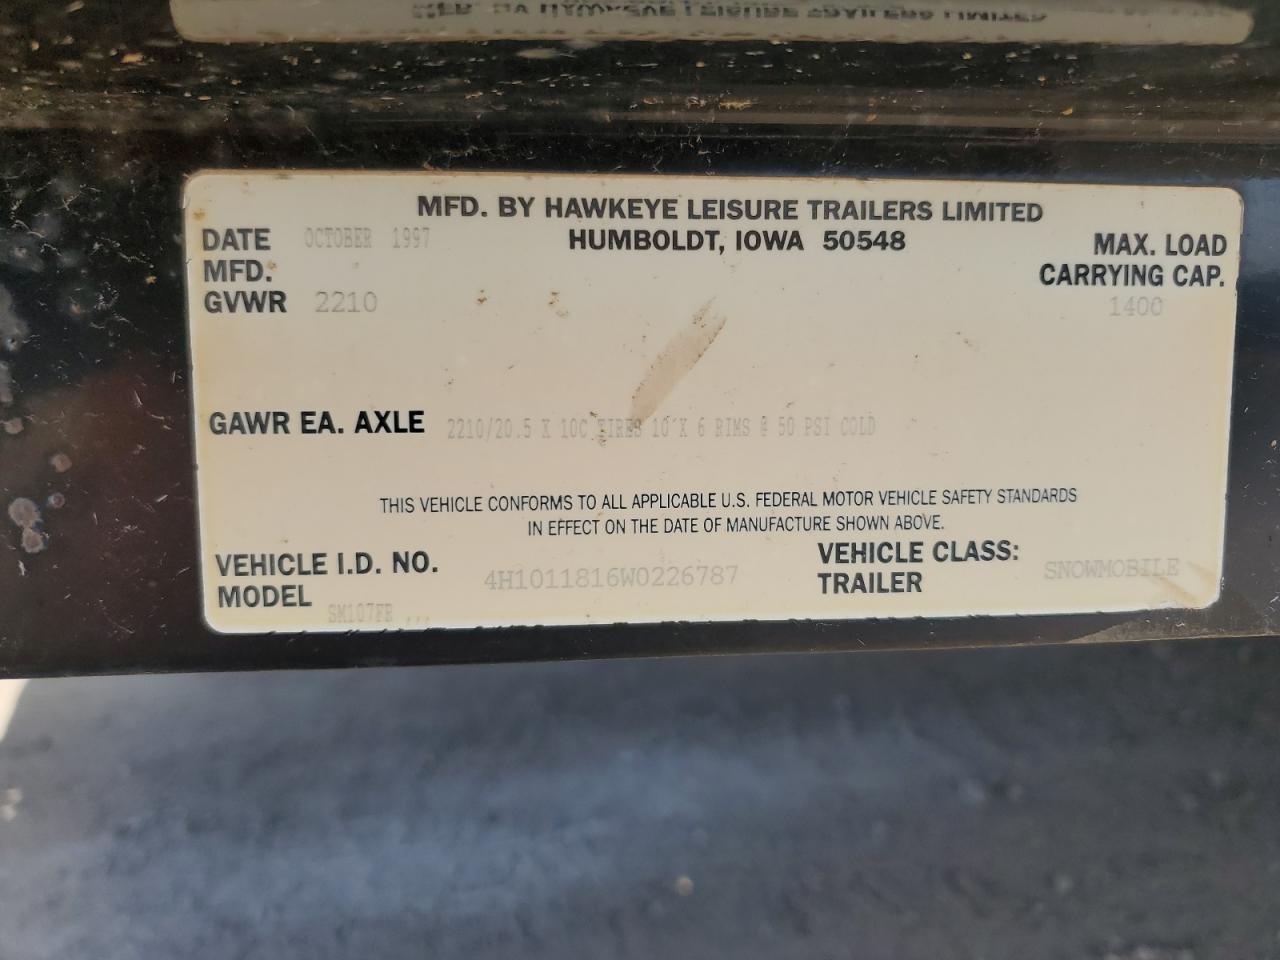 MFD. BY HAWKEYE LEISURE TRAILERS LIMITED
HUMBOLDT, IOWA 50548
DATE MFD. OCTOBER 1997
GVWR 2210
MAX. LOAD
CARRYING CAP.
1400
GAWR EA. AXLE 2210/20.5 X 10C TIRES 10 X 6 RIMS @ 50 PSI COLD
THIS VEHICLE CONFORMS TO ALL APPLICABLE U.S. FEDERAL MOTOR VEHICLE SAFETY STANDARDS
IN EFFECT ON THE DATE OF MANUFACTURE SHOWN ABOVE.
VEHICLE I.D. NO. 4H1011816W0226787
MODEL SM107FR ,,,
VEHICLE CLASS: SNOWMOBILE
TRAILER